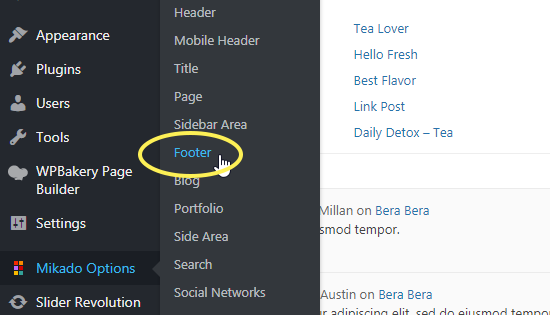 Appearance
Plugins
Users
Tools
WPBakery Page
Builder
Settings
Mikado Options
Slider Revolution
Header
Mobile Header
Title
Page
Sidebar Area
Footer
Blog
Portfolio
Side Area
Search
Social Networks
Tea Lover
Hello Fresh
Best Flavor
Link Post
Daily Detox – Tea
Millan on Bera Bera
smod tempor.
Austin on Bera Bera
adipiscing elit, sed do eiusmod tempor